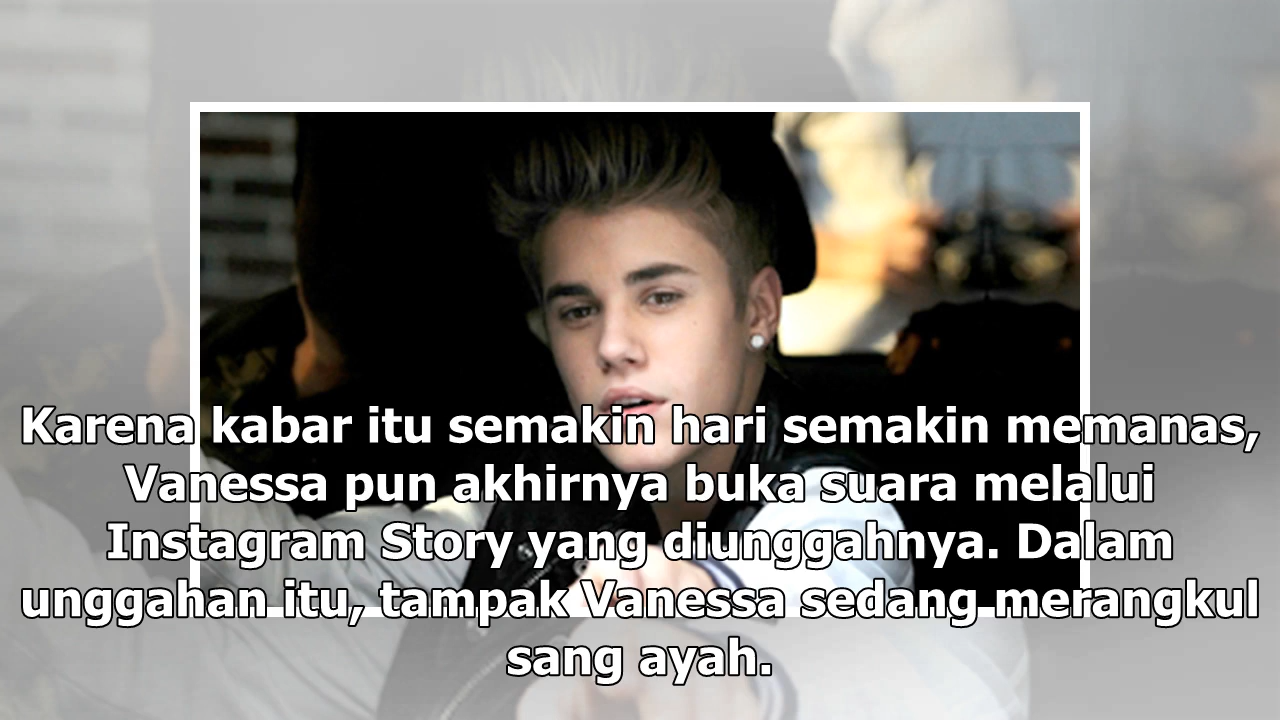 Karena kabar itu semakin hari semakin memanas,
Vanessa pun akhirnya buka suara melalui
Instagram Story yang diunggahnya. Dalam
unggahan itu, tampak Vanessa sedang merangkul
sang ayah.